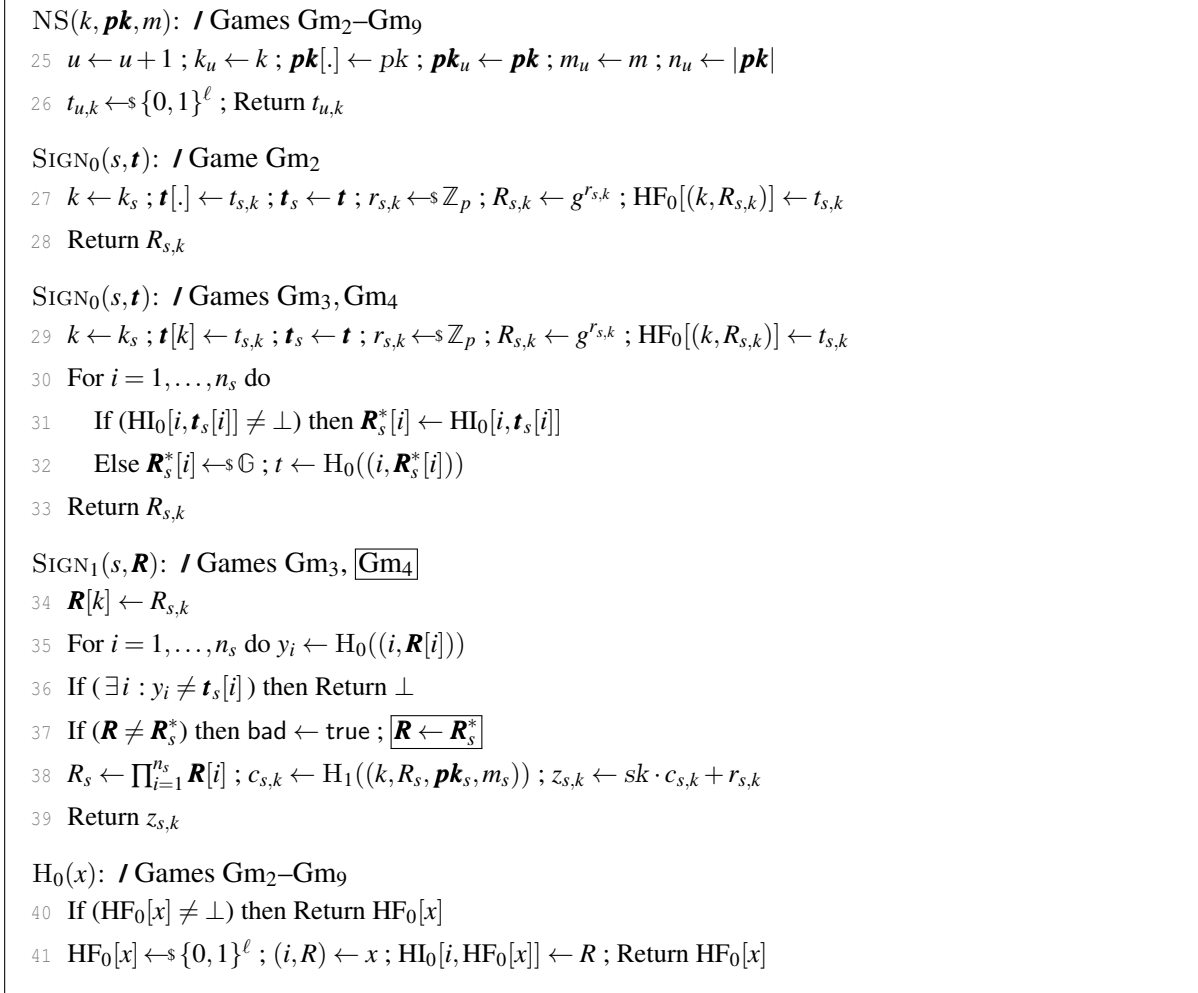 NS(k, pk, m): / Games Gm₂–Gm₉
25 u ← u + 1 ; k_u ← k ; pk[.] ← pk ; pk_u ← pk ; m_u ← m ; n_u ← |pk|
26 t_{u,k} ←$ {0,1}^ℓ ; Return t_{u,k}
SIGN₀(s, t): / Game Gm₂
27 k ← k_s ; t[.] ← t_{s,k} ; t_s ← t ; r_{s,k} ←$ ℤ_p ; R_{s,k} ← g^{r_{s,k}} ; HF₀[(k, R_{s,k})] ← t_{s,k}
28 Return R_{s,k}
SIGN₀(s, t): / Games Gm₃, Gm₄
29 k ← k_s ; t[k] ← t_{s,k} ; t_s ← t ; r_{s,k} ←$ ℤ_p ; R_{s,k} ← g^{r_{s,k}} ; HF₀[(k, R_{s,k})] ← t_{s,k}
30 For i = 1, …, n_s do
31 If (HI₀[i, t_s[i]] ≠ ⊥) then R*_s[i] ← HI₀[i, t_s[i]]
32 Else R*_s[i] ←$ 𝔾 ; t ← H₀((i, R*_s[i]))
33 Return R_{s,k}
SIGN₁(s, R): / Games Gm₃, Gm₄
34 R[k] ← R_{s,k}
35 For i = 1, …, n_s do y_i ← H₀((i, R[i]))
36 If (∃i : y_i ≠ t_s[i]) then Return ⊥
37 If (R ≠ R*_s) then bad ← true ; R ← R*_s
38 R_s ← ∏_{i=1}^{n_s} R[i] ; c_{s,k} ← H₁((k, R_s, pk_s, m_s)) ; z_{s,k} ← sk · c_{s,k} + r_{s,k}
39 Return z_{s,k}
H₀(x): / Games Gm₂–Gm₉
40 If (HF₀[x] ≠ ⊥) then Return HF₀[x]
41 HF₀[x] ←$ {0,1}^ℓ ; (i, R) ← x ; HI₀[i, HF₀[x]] ← R ; Return HF₀[x]